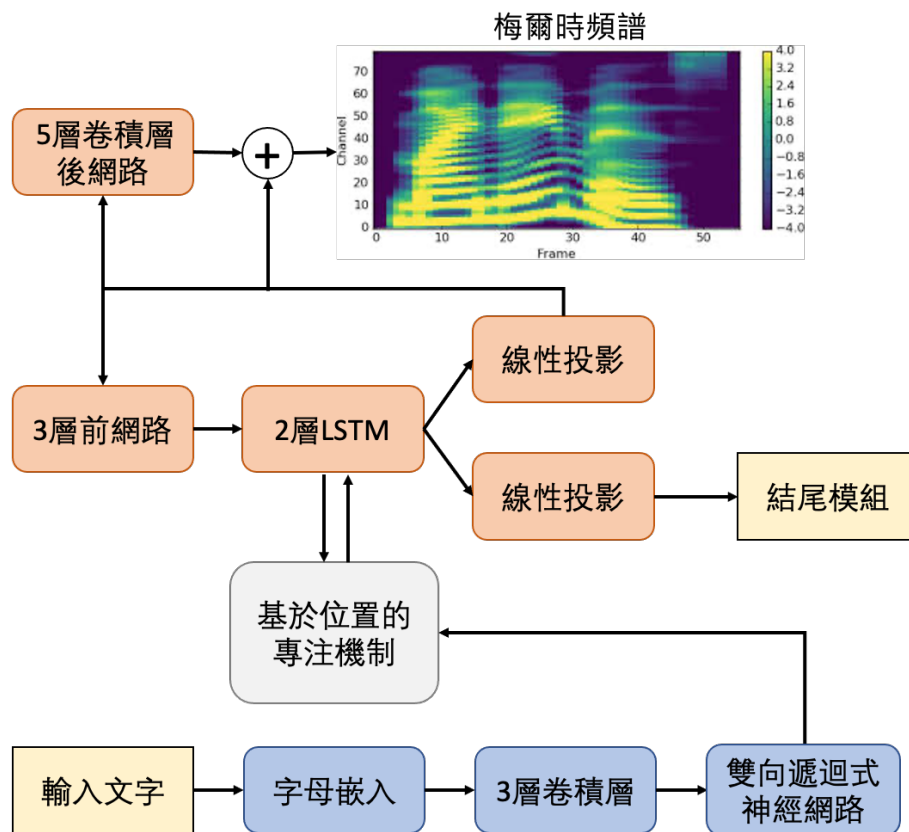 梅爾時頻譜
4.0
3.2
2.4
1.6
0.8
0.0
−0.8
−1.6
−2.4
−3.2
−4.0
70
60
50
40
30
20
10
0
Channel
0 10 20 30 40 50
Frame
5層卷積層
後網路
+
線性投影
3層前網路
2層LSTM
線性投影
結尾模組
基於位置的
專注機制
輸入文字
字母嵌入
3層卷積層
雙向遞迴式
神經網路